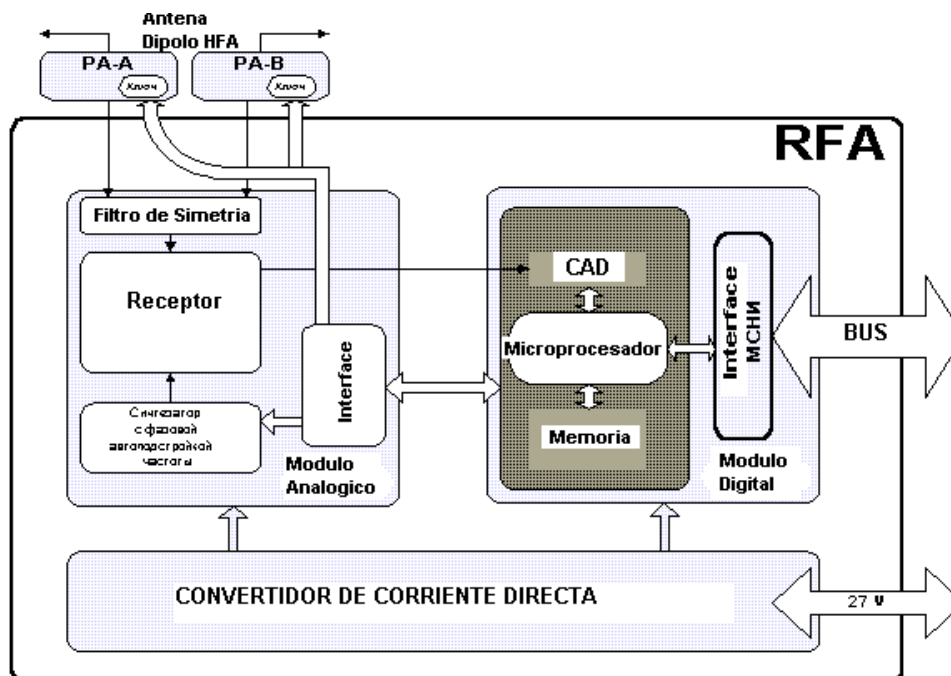 Antena
Dipolo HFA
PA-A
Ключ
PA-B
Ключ
RFA
Filtro de Simetria
Receptor
Interface
Синтезатор
с фазовой
автоподстройкой
частоты
Modulo
Analogico
CAD
Microprocesador
Memoria
Interface
МСНИ
Modulo
Digital
BUS
CONVERTIDOR DE CORRIENTE DIRECTA
27 V